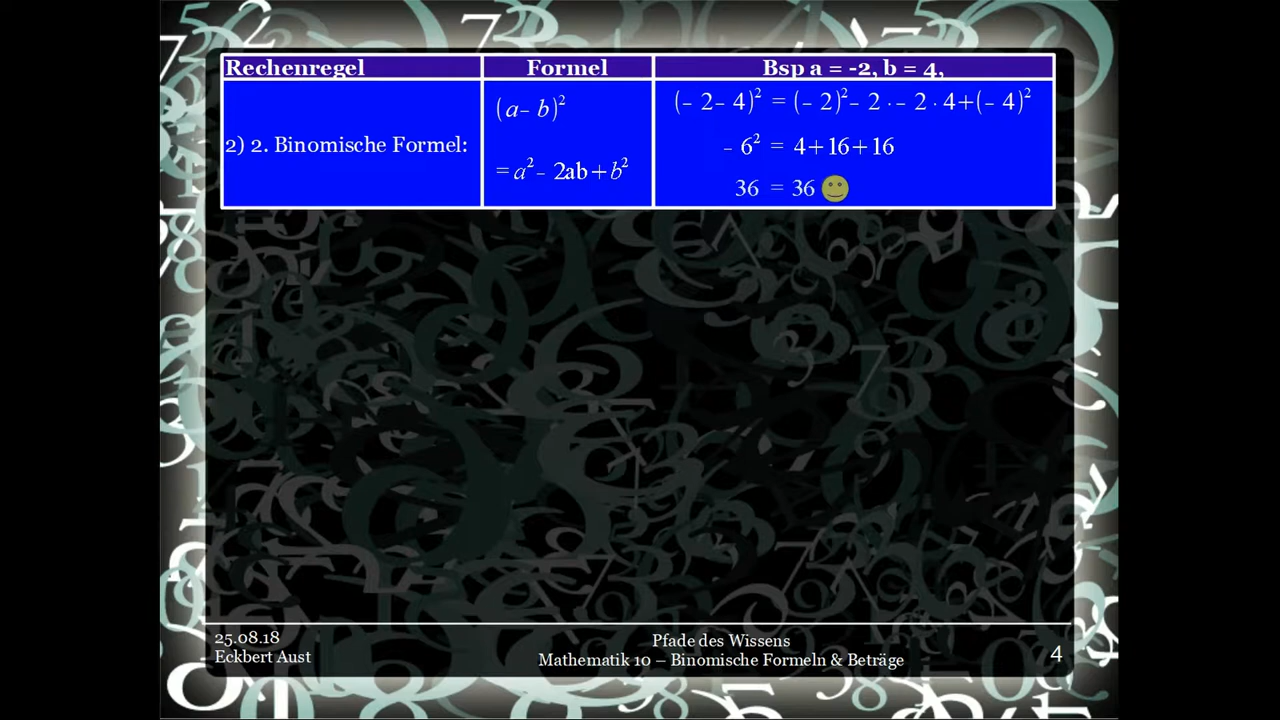 Rechenregel Formel Bsp a = -2, b = 4,
2) 2. Binomische Formel:
(a- b)²
=a²- 2ab+b²
(- 2- 4)² = (- 2)²- 2 ·- 2 · 4+(- 4)²
- 6² = 4+16+16
36 = 36
25.08.18
Eckbert Aust
Pfade des Wissens
Mathematik 10 – Binomische Formeln & Beträge
4